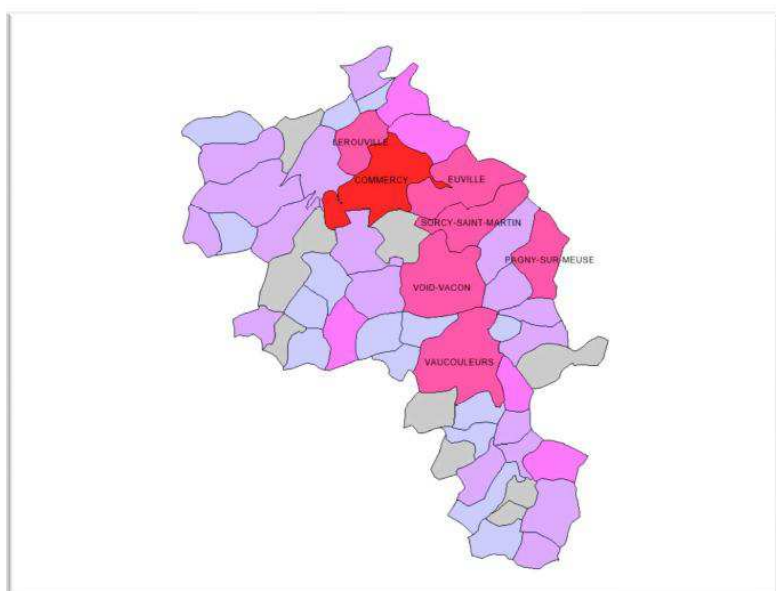 LEROUVILLE
COMMERCY
EUVILLE
SORCY-SAINT-MARTIN
PAGNY-SUR-MEUSE
VOID-VACON
VAUCOULEURS